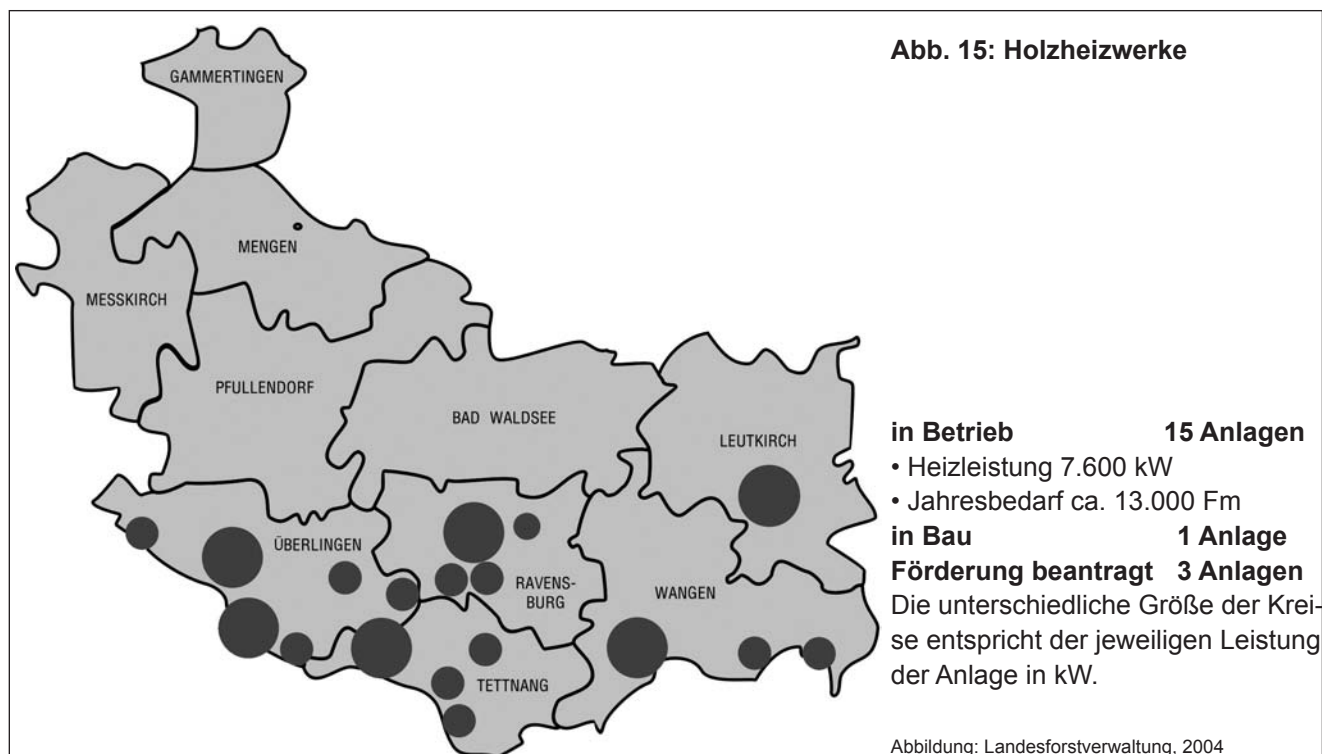 Abb. 15: Holzheizwerke
GAMMERTINGEN
MENGEN
MESSKIRCH
PFULLENDORF
BAD WALDSEE
LEUTKIRCH
ÜBERLINGEN
RAVENS-
BURG
WANGEN
TETTNANG
in Betrieb 15 Anlagen
• Heizleistung 7.600 kW
• Jahresbedarf ca. 13.000 Fm
in Bau 1 Anlage
Förderung beantragt 3 Anlagen
Die unterschiedliche Größe der Krei-
se entspricht der jeweiligen Leistung
der Anlage in kW.
Abbildung: Landesforstverwaltung, 2004